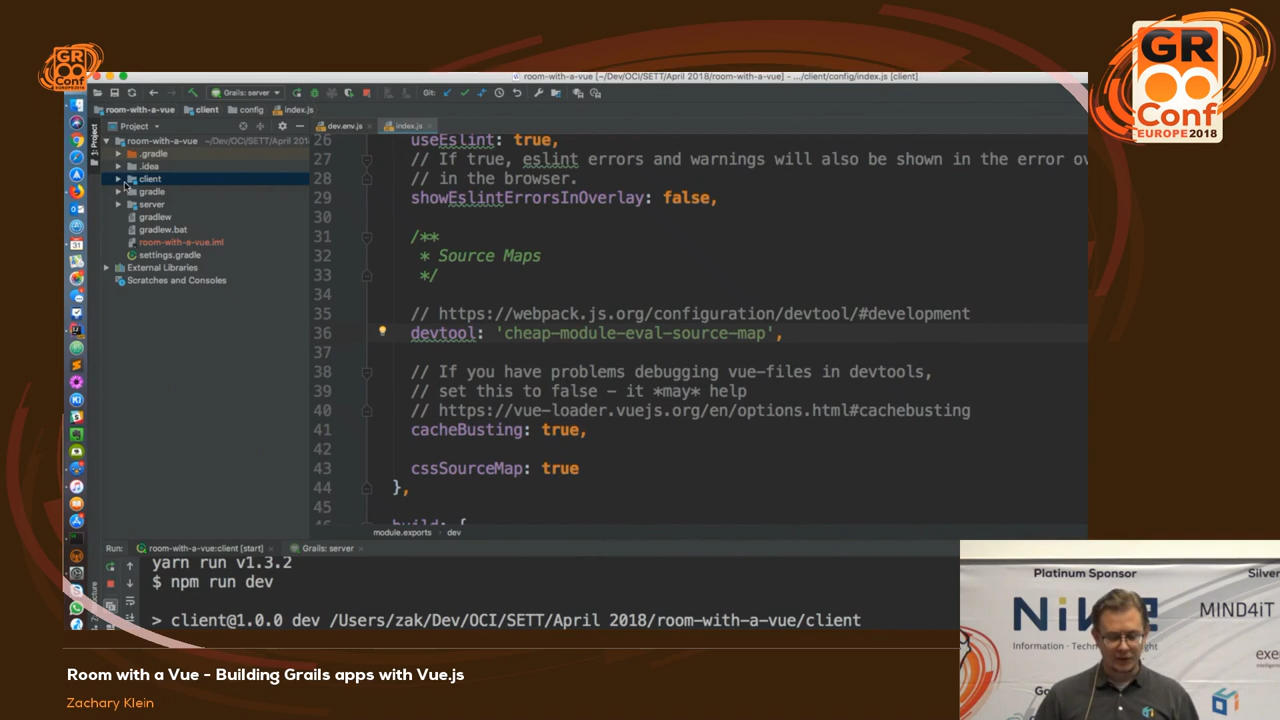 GR
Conf
EUROPE 2018
GR
Conf
EUROPE 2018
room-with-a-vue [~/Dev/OCI/SETT/April 2018/room-with-a-vue] - .../client/config/index.js [client]
Grails: server
Git:
room-with-a-vue
client
config
index.js
1: Project
Project
dev.env.js
index.js
room-with-a-vue ~/Dev/OCI/SETT/April 201
.gradle
.idea
client
gradle
server
gradlew
gradlew.bat
room-with-a-vue.iml
settings.gradle
External Libraries
Scratches and Consoles
26 useEslint: true,
27 // If true, eslint errors and warnings will also be shown in the error ov
28 // in the browser.
29 showEslintErrorsInOverlay: false,
30
31 /**
32 * Source Maps
33 */
34
35 // https://webpack.js.org/configuration/devtool/#development
36 devtool: 'cheap-module-eval-source-map',
37
38 // If you have problems debugging vue-files in devtools,
39 // set this to false - it *may* help
40 // https://vue-loader.vuejs.org/en/options.html#cachebusting
41 cacheBusting: true,
42
43 cssSourceMap: true
44 },
45
build: {
module.exports › dev
Run:
room-with-a-vue:client [start]
Grails: server
yarn run v1.3.2
$ npm run dev
> client@1.0.0 dev /Users/zak/Dev/OCI/SETT/April 2018/room-with-a-vue/client
Platinum Sponsor
Silver
MIND4iT
Room with a Vue - Building Grails apps with Vue.js
Zachary Klein